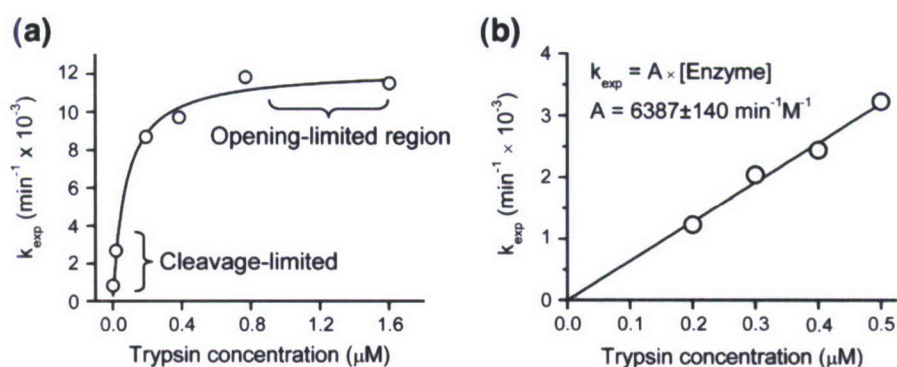 (a)
12
10
8
6
4
2
0
k_exp (min⁻¹ x 10⁻³)
Opening-limited region
Cleavage-limited
0.0 0.4 0.8 1.2 1.6
Trypsin concentration (μM)
(b)
4
3
2
1
0
k_exp (min⁻¹ × 10⁻³)
k_exp = A × [Enzyme]
A = 6387±140 min⁻¹M⁻¹
0.0 0.1 0.2 0.3 0.4 0.5
Trypsin concentration (μM)